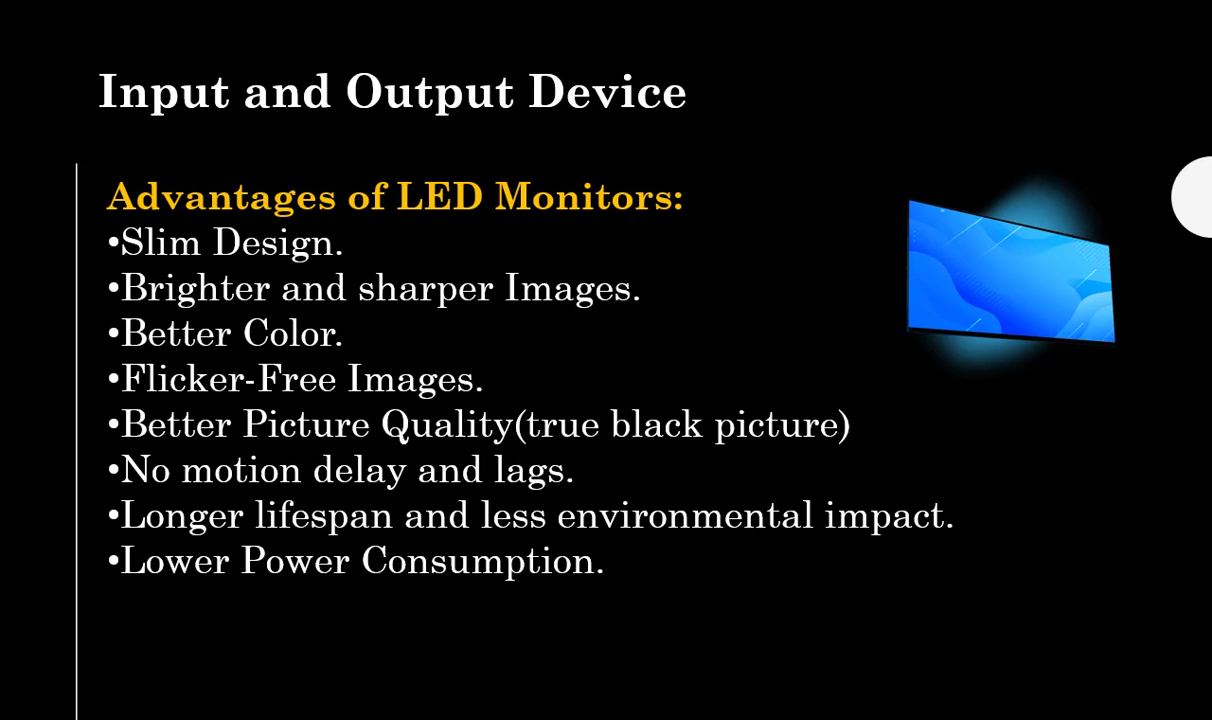 Input and Output Device
Advantages of LED Monitors:
•Slim Design.
•Brighter and sharper Images.
•Better Color.
•Flicker-Free Images.
•Better Picture Quality(true black picture)
•No motion delay and lags.
•Longer lifespan and less environmental impact.
•Lower Power Consumption.